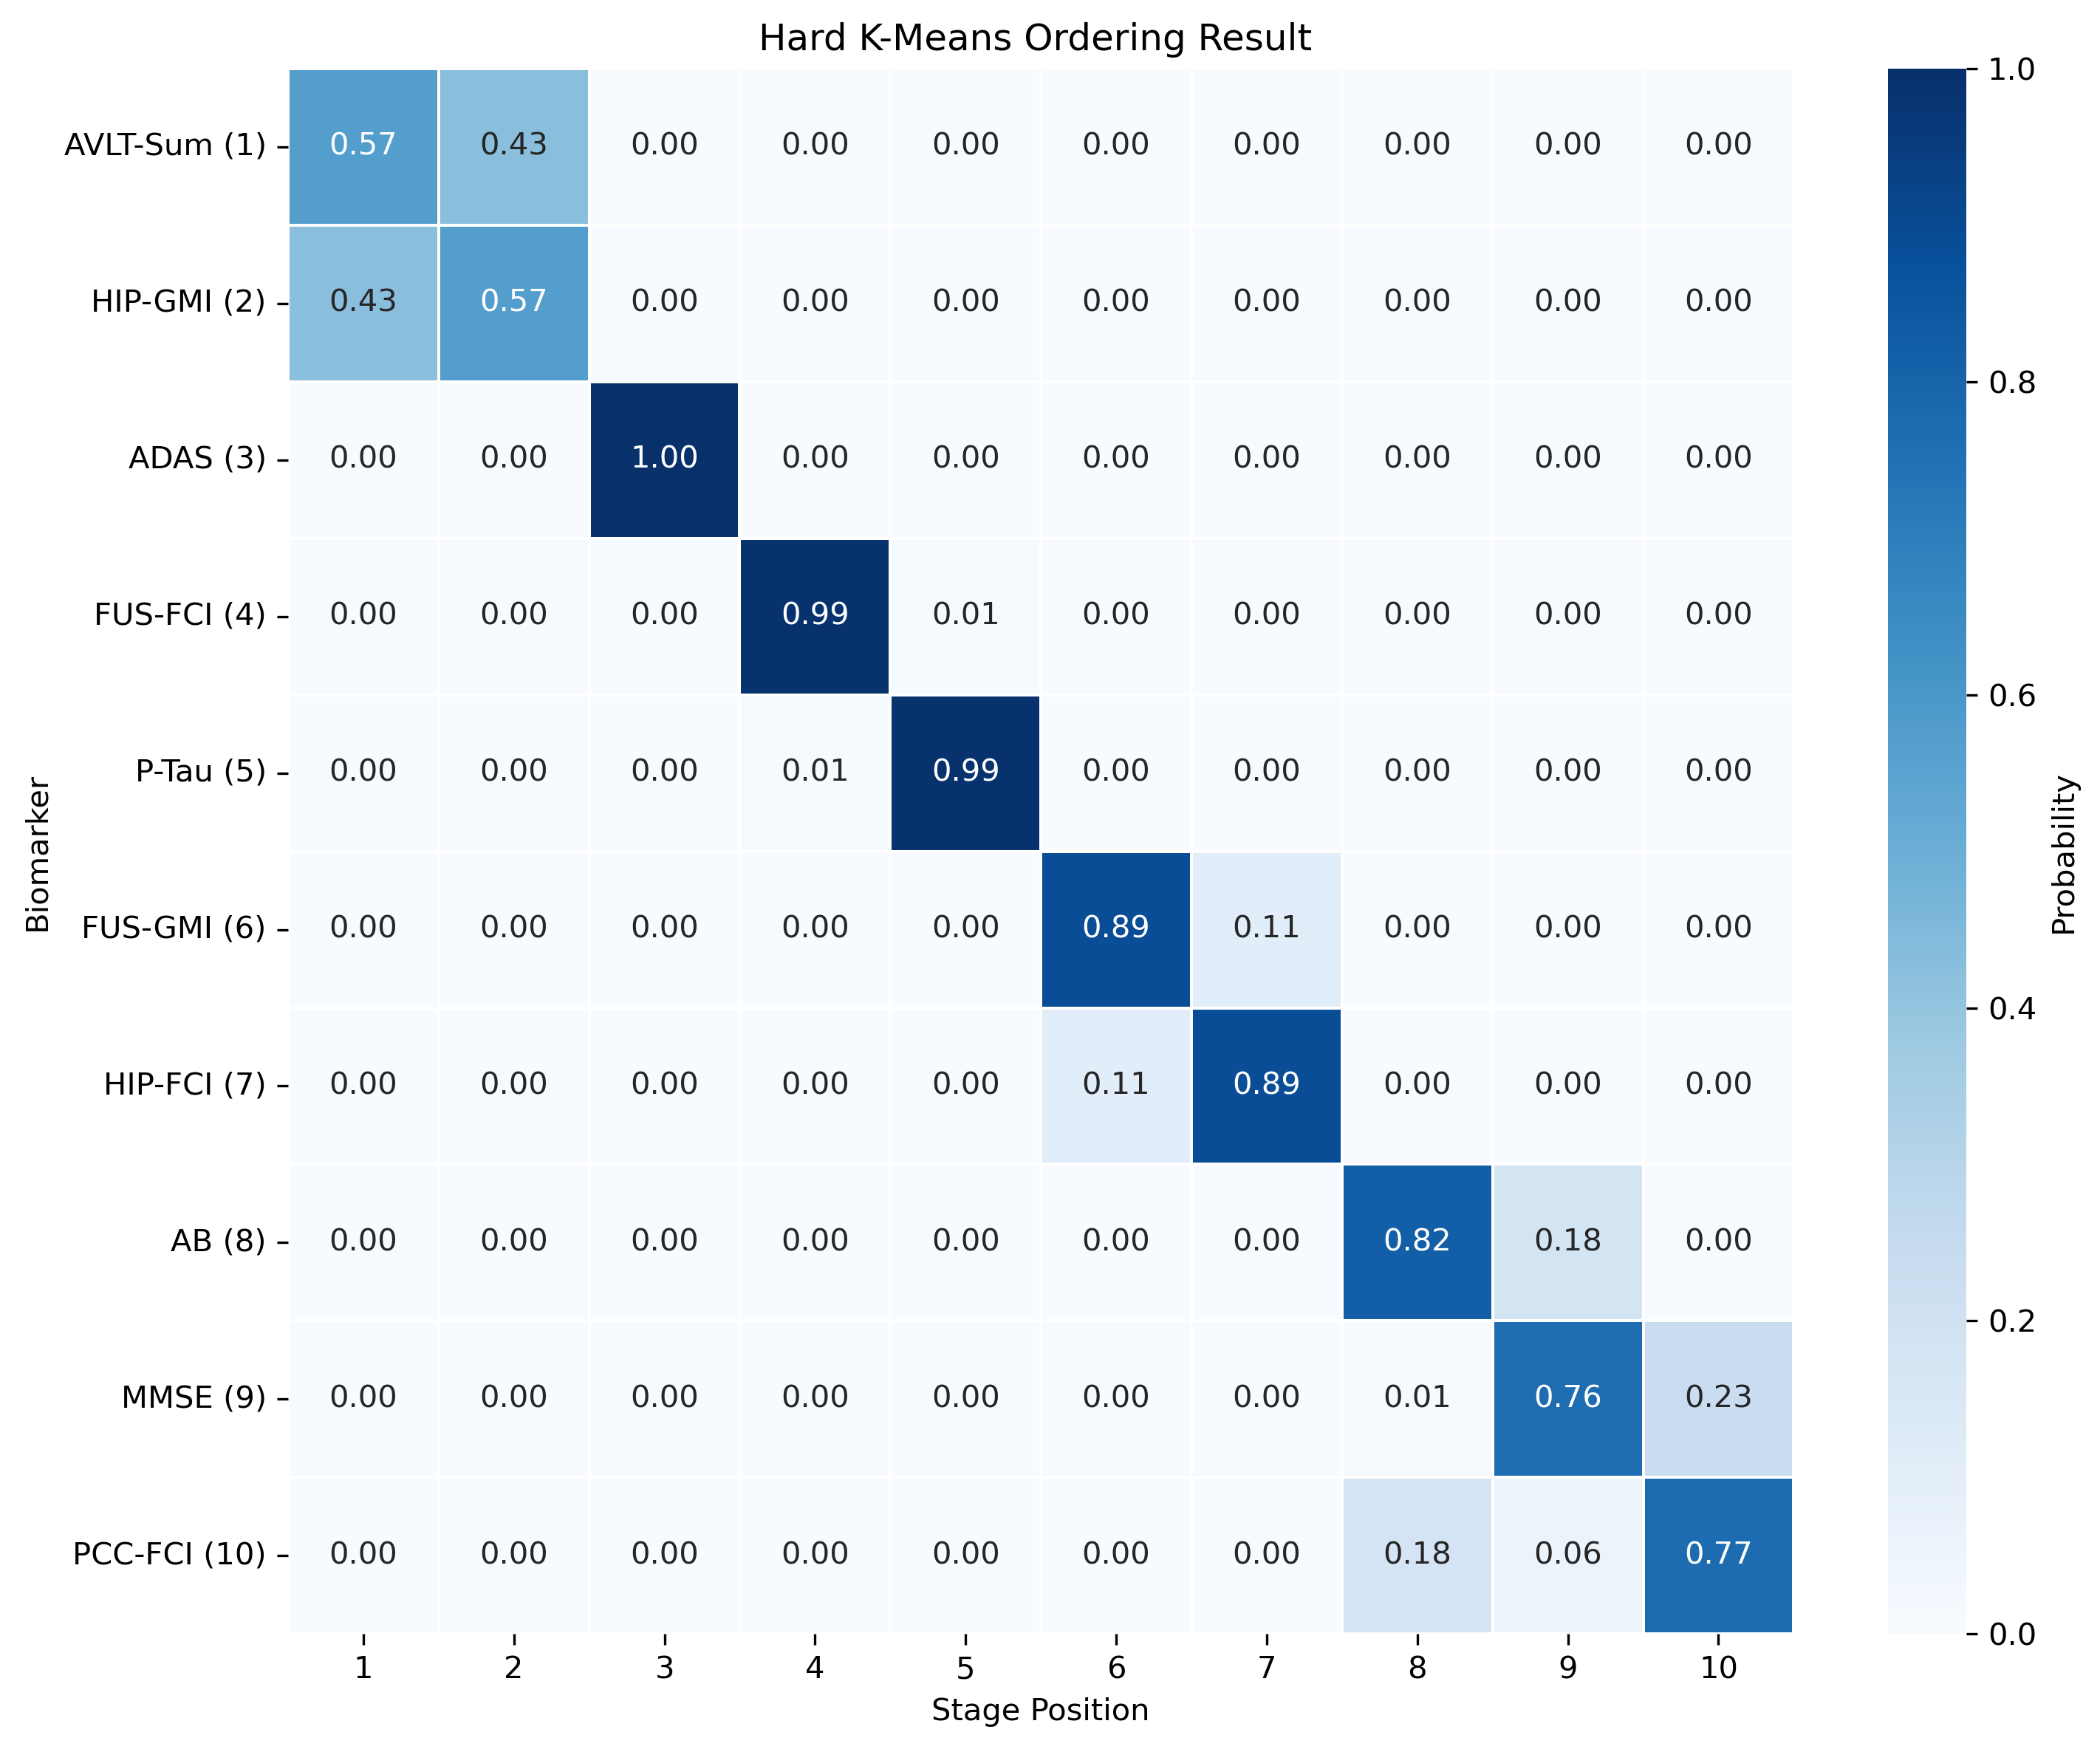 Hard K-Means Ordering Result
AVLT-Sum (1) 0.57 0.43 0.00 0.00 0.00 0.00 0.00 0.00 0.00 0.00
HIP-GMI (2) 0.43 0.57 0.00 0.00 0.00 0.00 0.00 0.00 0.00 0.00
ADAS (3) 0.00 0.00 1.00 0.00 0.00 0.00 0.00 0.00 0.00 0.00
FUS-FCI (4) 0.00 0.00 0.00 0.99 0.01 0.00 0.00 0.00 0.00 0.00
P-Tau (5) 0.00 0.00 0.00 0.01 0.99 0.00 0.00 0.00 0.00 0.00
FUS-GMI (6) 0.00 0.00 0.00 0.00 0.00 0.89 0.11 0.00 0.00 0.00
HIP-FCI (7) 0.00 0.00 0.00 0.00 0.00 0.11 0.89 0.00 0.00 0.00
AB (8) 0.00 0.00 0.00 0.00 0.00 0.00 0.00 0.82 0.18 0.00
MMSE (9) 0.00 0.00 0.00 0.00 0.00 0.00 0.00 0.01 0.76 0.23
PCC-FCI (10) 0.00 0.00 0.00 0.00 0.00 0.00 0.00 0.18 0.06 0.77
1 2 3 4 5 6 7 8 9 10
Stage Position
Biomarker
1.0
0.8
0.6
0.4
0.2
0.0
Probability